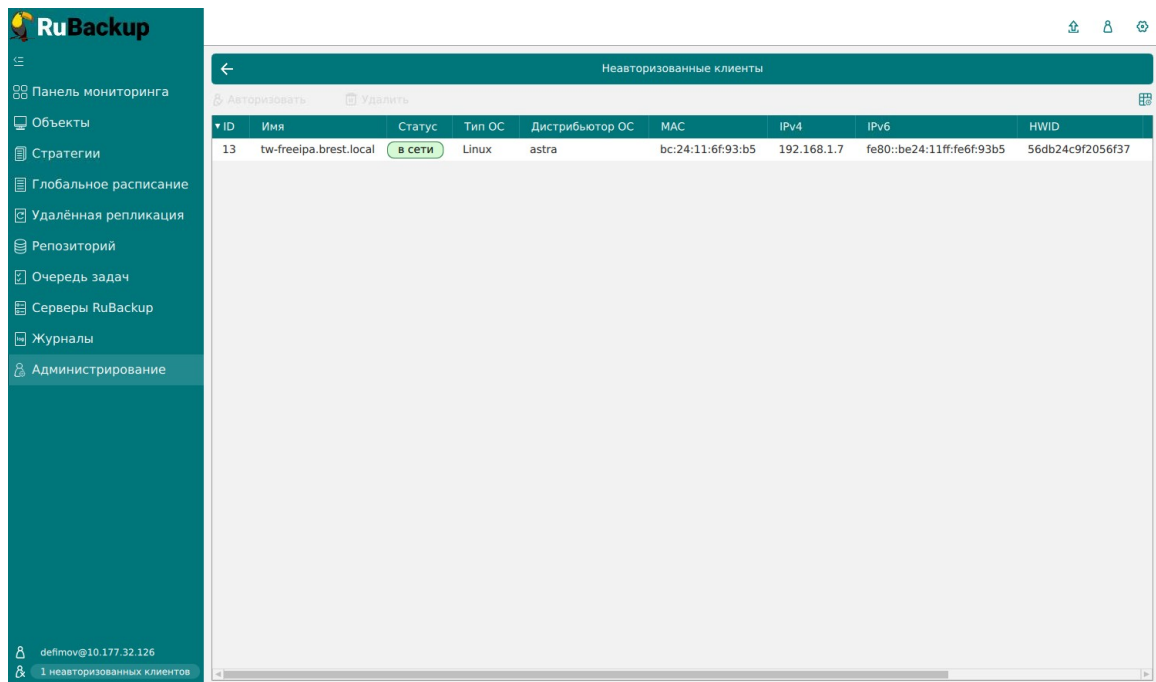 RuBackup
Панель мониторинга
Объекты
Стратегии
Глобальное расписание
Удалённая репликация
Репозиторий
Очередь задач
Серверы RuBackup
Журналы
Администрирование
defimov@10.177.32.126
1 неавторизованных клиентов
Неавторизованные клиенты
Авторизовать Удалить
ID Имя Статус Тип ОС Дистрибьютор ОС MAC IPv4 IPv6 HWID
13 tw-freeipa.brest.local в сети Linux astra bc:24:11:6f:93:b5 192.168.1.7 fe80::be24:11ff:fe6f:93b5 56db24c9f2056f37